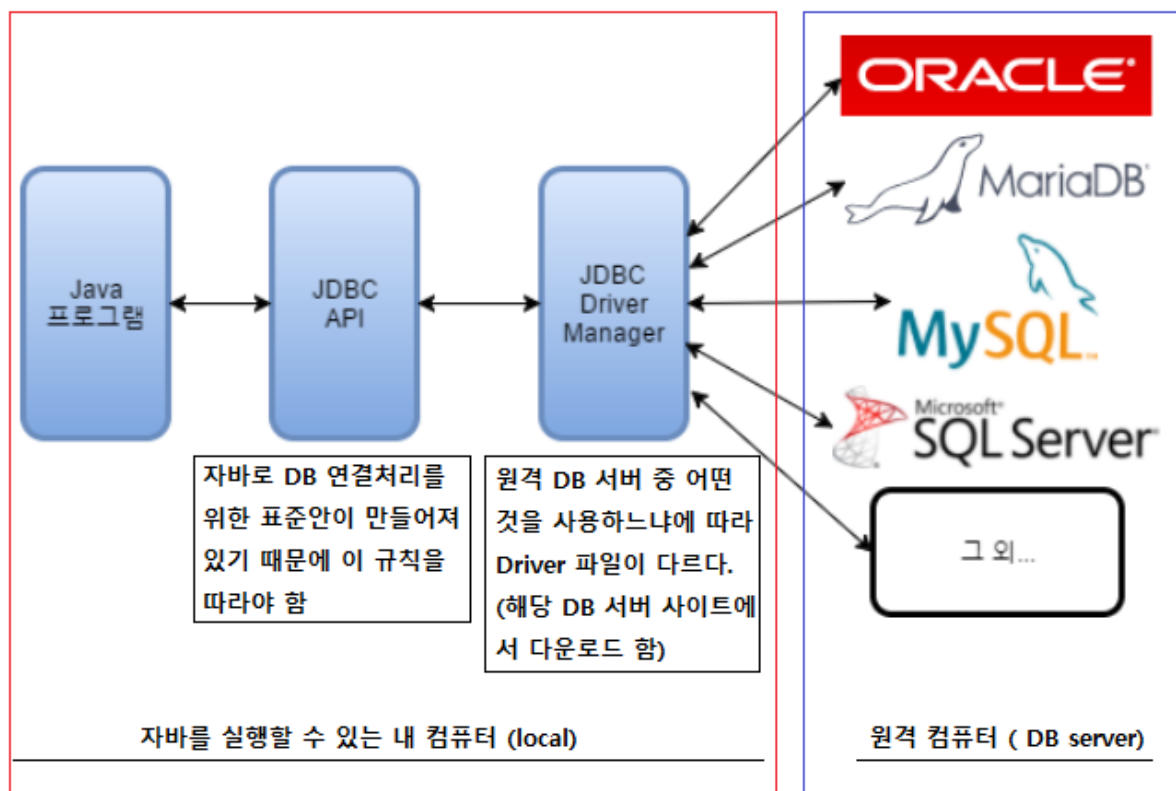 ORACLE
MariaDB
MySQL
Microsoft
SQL Server
그 외...
Java
프로그램
JDBC
API
JDBC
Driver
Manager
자바로 DB 연결처리를
위한 표준안이 만들어져
있기 때문에 이 규칙을
따라야 함
원격 DB 서버 중 어떤
것을 사용하느냐에 따라
Driver 파일이 다르다.
(해당 DB 서버 사이트에
서 다운로드 함)
자바를 실행할 수 있는 내 컴퓨터 (local)
원격 컴퓨터 ( DB server)